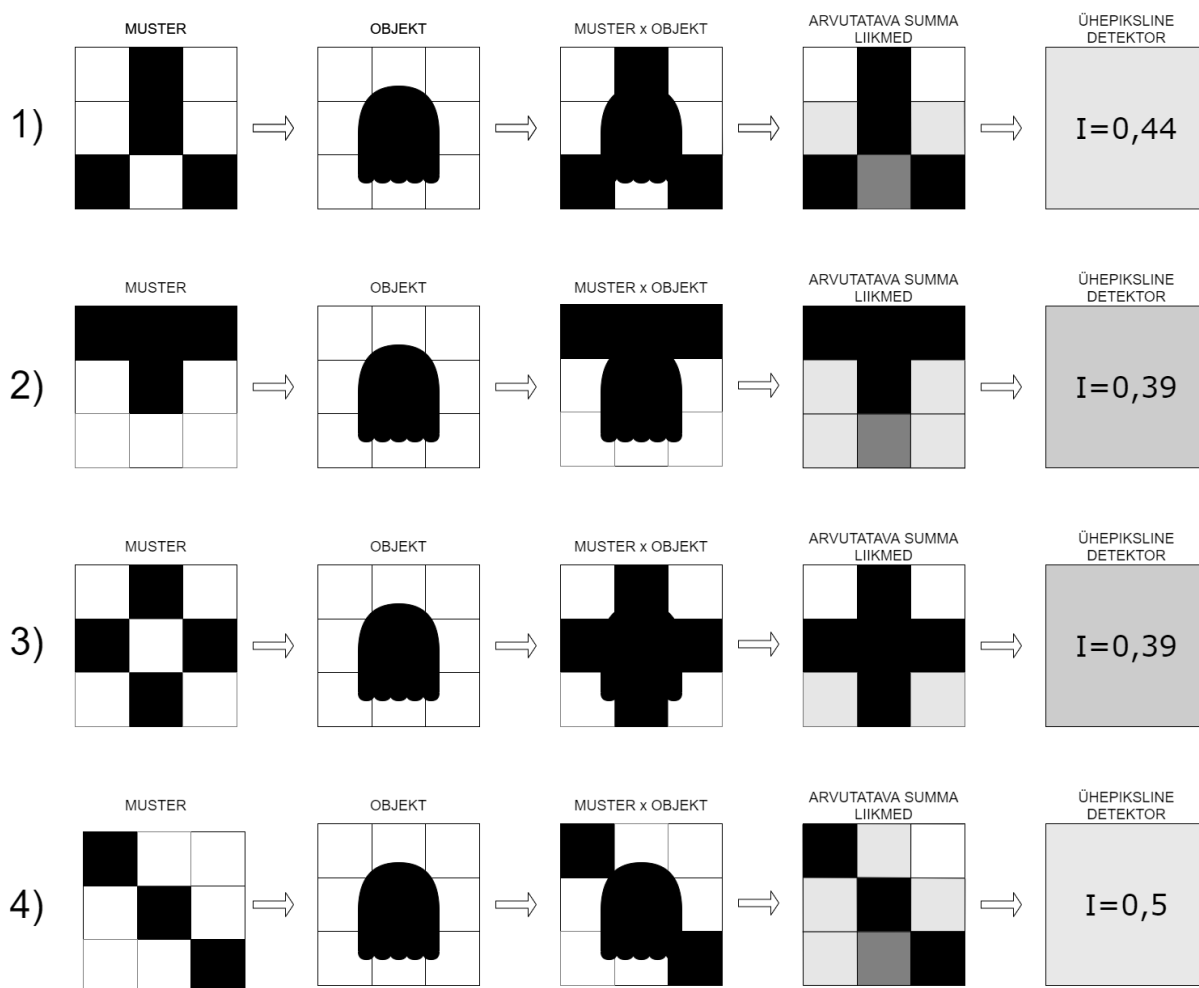 MUSTER
OBJEKT
MUSTER x OBJEKT
ARVUTATAVA SUMMA
LIIKMED
ÜHEPIKSLINE
DETEKTOR
1)
I=0,44
MUSTER
OBJEKT
MUSTER x OBJEKT
ARVUTATAVA SUMMA
LIIKMED
ÜHEPIKSLINE
DETEKTOR
2)
I=0,39
MUSTER
OBJEKT
MUSTER x OBJEKT
ARVUTATAVA SUMMA
LIIKMED
ÜHEPIKSLINE
DETEKTOR
3)
I=0,39
MUSTER
OBJEKT
MUSTER x OBJEKT
ARVUTATAVA SUMMA
LIIKMED
ÜHEPIKSLINE
DETEKTOR
4)
I=0,5